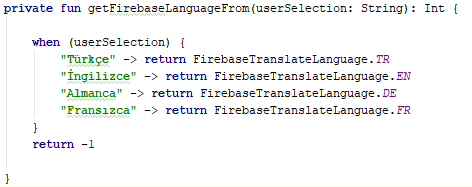 private fun getFirebaseLanguageFrom(userSelection: String): Int {
when (userSelection) {
"Türkçe" -> return FirebaseTranslateLanguage.TR
"İngilizce" -> return FirebaseTranslateLanguage.EN
"Almanca" -> return FirebaseTranslateLanguage.DE
"Fransızca" -> return FirebaseTranslateLanguage.FR
}
return -1
}